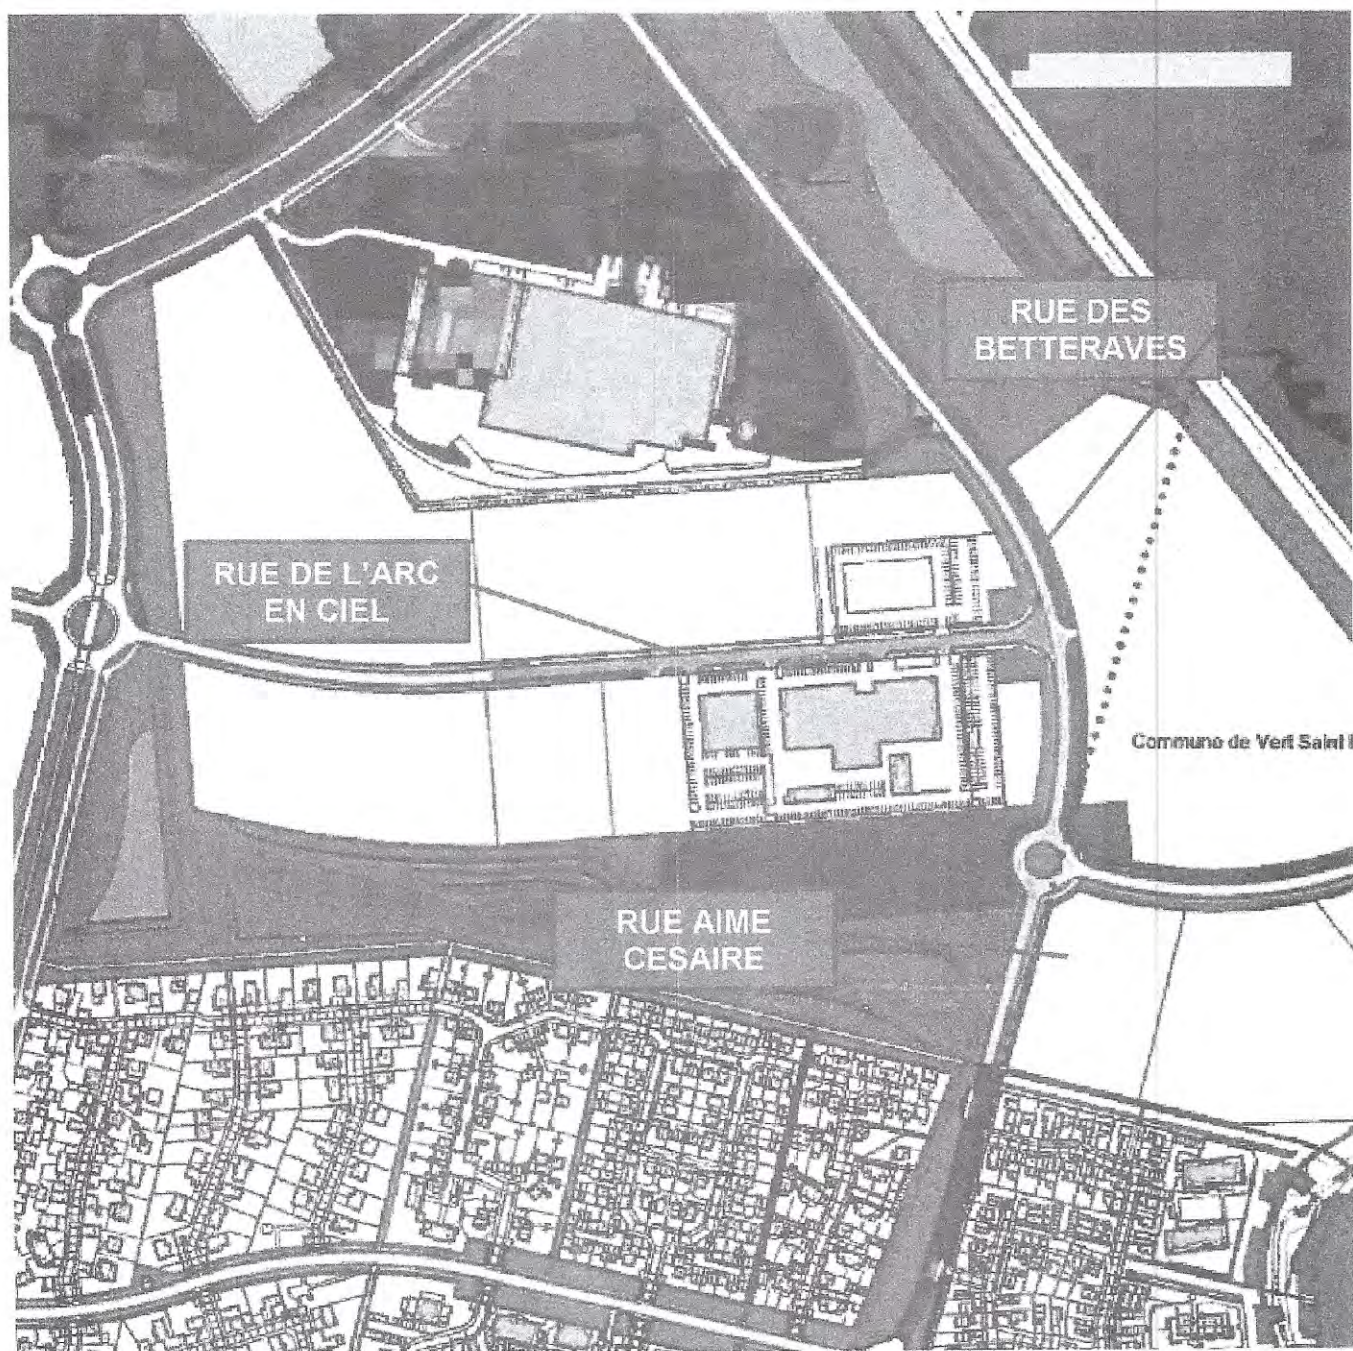 RUE DES
BETTERAVES
RUE DE L'ARC
EN CIEL
Commune de Vert Saint
RUE AIME
CESAIRE